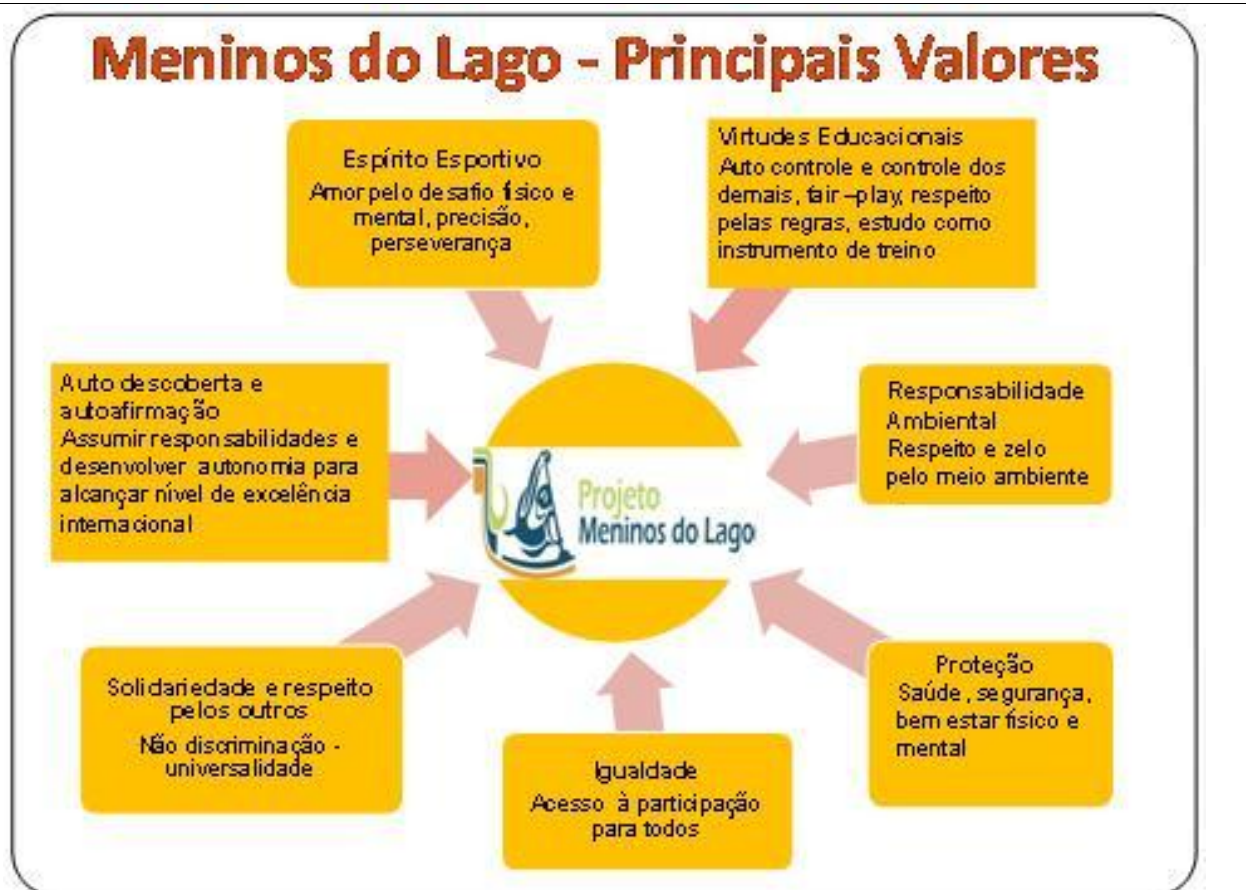 Meninos do Lago - Principais Valores
Espírito Esportivo
Amor pelo desafio físico e
mental, precisão,
perseverança
Virtudes Educacionais
Auto controle e controle dos
demais, fair –play, respeito
pelas regras, estudo como
instrumento de treino
Auto descoberta e
autoafirmação
Assumir responsabilidades e
desenvolver autonomia para
alcançar nível de excelência
internacional
Responsabilidade
Ambiental
Respeito e zelo
pelo meio ambiente
Projeto
Meninos do Lago
Solidariedade e respeito
pelos outros
Não discriminação -
universalidade
Igualdade
Acesso à participação
para todos
Proteção
Saúde, segurança,
bem estar físico e
mental